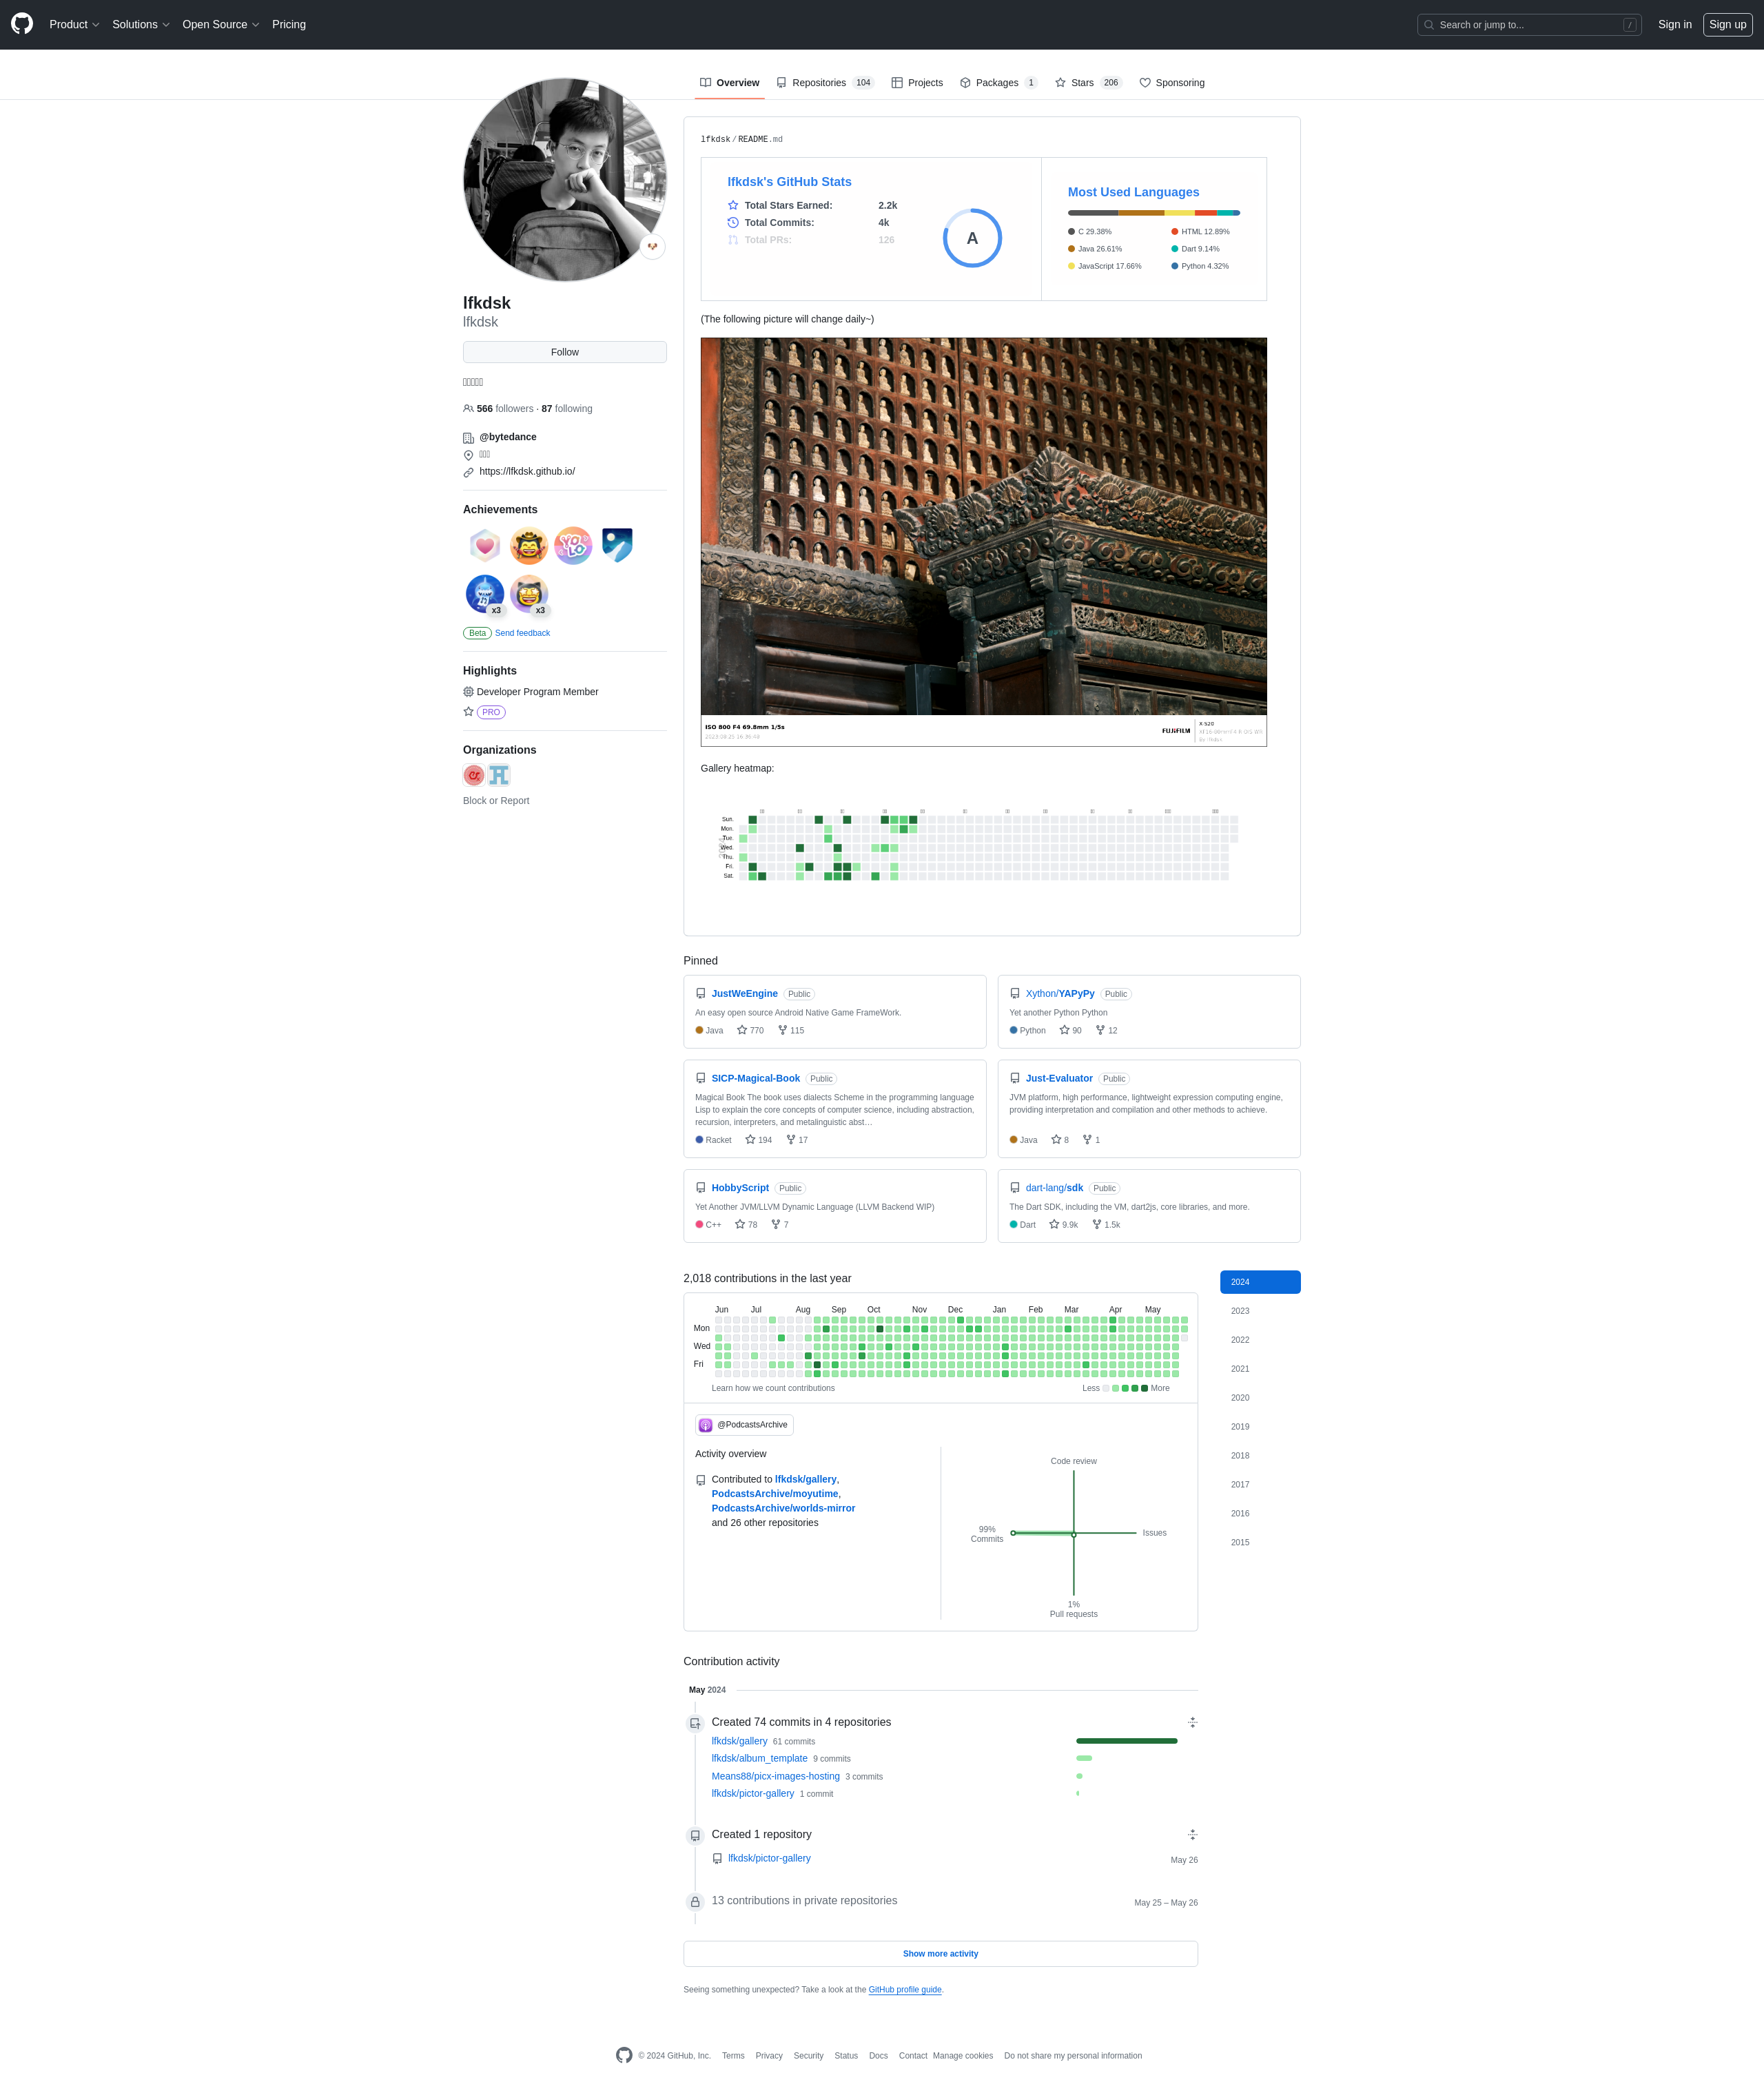 Product Solutions Open Source Pricing Search or jump to... / Sign in Sign up
Overview Repositories 104 Projects Packages 1 Stars 206 Sponsoring
lfkdsk
lfkdsk
Follow
566 followers · 87 following
@bytedance
https://lfkdsk.github.io/
Achievements
x3 x3
Beta Send feedback
Highlights
Developer Program Member
PRO
Organizations
Block or Report
lfkdsk / README.md
lfkdsk's GitHub Stats
Total Stars Earned: 2.2k
Total Commits: 4k
Total PRs: 126
A
Most Used Languages
C 29.38%
Java 26.61%
JavaScript 17.66%
HTML 12.89%
Dart 9.14%
Python 4.32%
(The following picture will change daily~)
ISO 800 F4 69.8mm 1/5s
FUJIFILM
X-S20
Gallery heatmap:
Sun.
Mon.
Tue.
Wed.
Thu.
Fri.
Sat.
Pinned
JustWeEngine Public
An easy open source Android Native Game FrameWork.
Java 770 115
Xython/YAPyPy Public
Yet another Python Python
Python 90 12
SICP-Magical-Book Public
Magical Book The book uses dialects Scheme in the programming language
Lisp to explain the core concepts of computer science, including abstraction,
recursion, interpreters, and metalinguistic abst…
Racket 194 17
Just-Evaluator Public
JVM platform, high performance, lightweight expression computing engine,
providing interpretation and compilation and other methods to achieve.
Java 8 1
HobbyScript Public
Yet Another JVM/LLVM Dynamic Language (LLVM Backend WIP)
C++ 78 7
dart-lang/sdk Public
The Dart SDK, including the VM, dart2js, core libraries, and more.
Dart 9.9k 1.5k
2,018 contributions in the last year
Jun Jul Aug Sep Oct Nov Dec Jan Feb Mar Apr May
Mon
Wed
Fri
Learn how we count contributions Less More
@PodcastsArchive
Activity overview
Contributed to lfkdsk/gallery,
PodcastsArchive/moyutime,
PodcastsArchive/worlds-mirror
and 26 other repositories
Code review
99%
Commits
Issues
1%
Pull requests
2024
2023
2022
2021
2020
2019
2018
2017
2016
2015
Contribution activity
May 2024
Created 74 commits in 4 repositories
lfkdsk/gallery 61 commits
lfkdsk/album_template 9 commits
Means88/picx-images-hosting 3 commits
lfkdsk/pictor-gallery 1 commit
Created 1 repository
lfkdsk/pictor-gallery May 26
13 contributions in private repositories May 25 – May 26
Show more activity
Seeing something unexpected? Take a look at the GitHub profile guide.
© 2024 GitHub, Inc. Terms Privacy Security Status Docs Contact Manage cookies Do not share my personal information